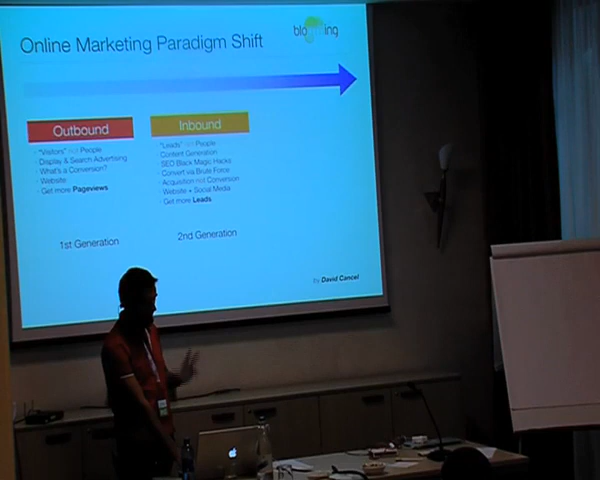 Online Marketing Paradigm Shift
Outbound
· "Visitors" not People
· Display & Search Advertising
· What's a Conversion?
· Website
· Get more Pageviews
1st Generation
Inbound
· "Leads" not People
· Content Generation
· SEO Black Magic Hacks
· Convert via Brute Force
· Acquisition not Conversion
· Website + Social Media
· Get more Leads
2nd Generation
by David Cancel